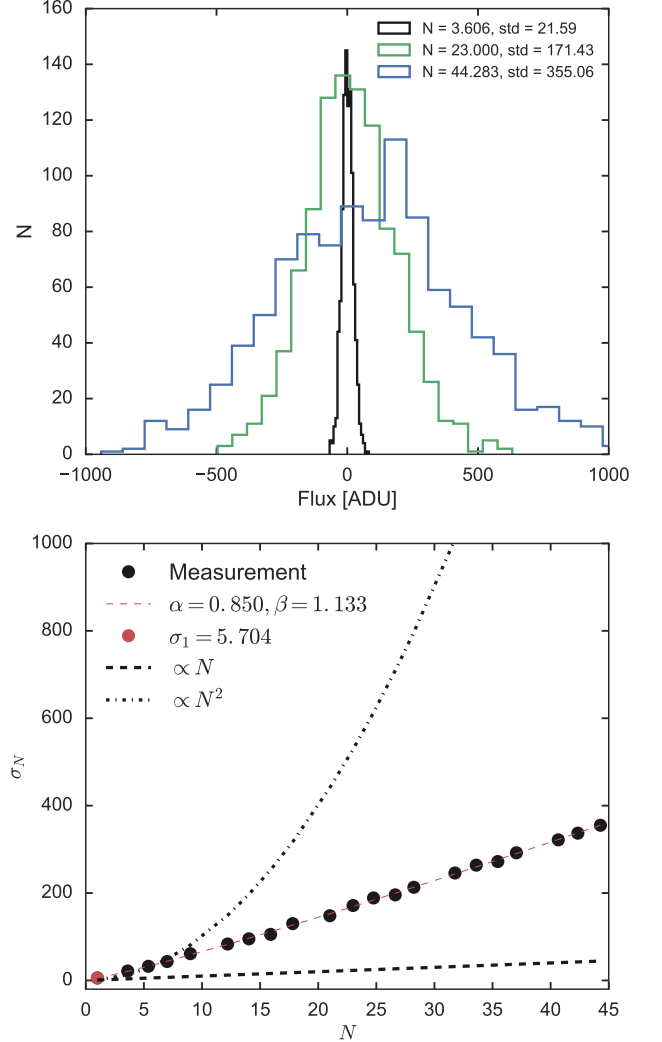 160
140
120
100
80
60
40
20
0
N
N = 3.606, std = 21.59
N = 23.000, std = 171.43
N = 44.283, std = 355.06
−1000 −500 0 500 1000
Flux [ADU]
1000
800
600
400
200
0
σ_N
Measurement
α = 0.850, β = 1.133
σ₁ = 5.704
∝ N
∝ N²
0 5 10 15 20 25 30 35 40 45
N